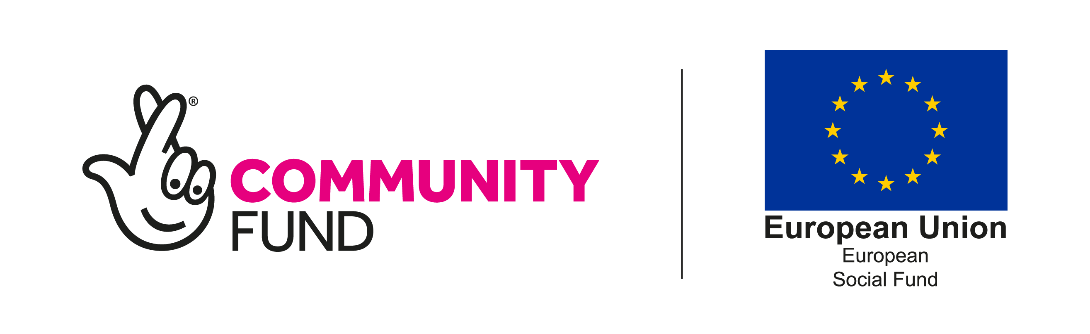 ®
COMMUNITY
FUND
European Union
European
Social Fund